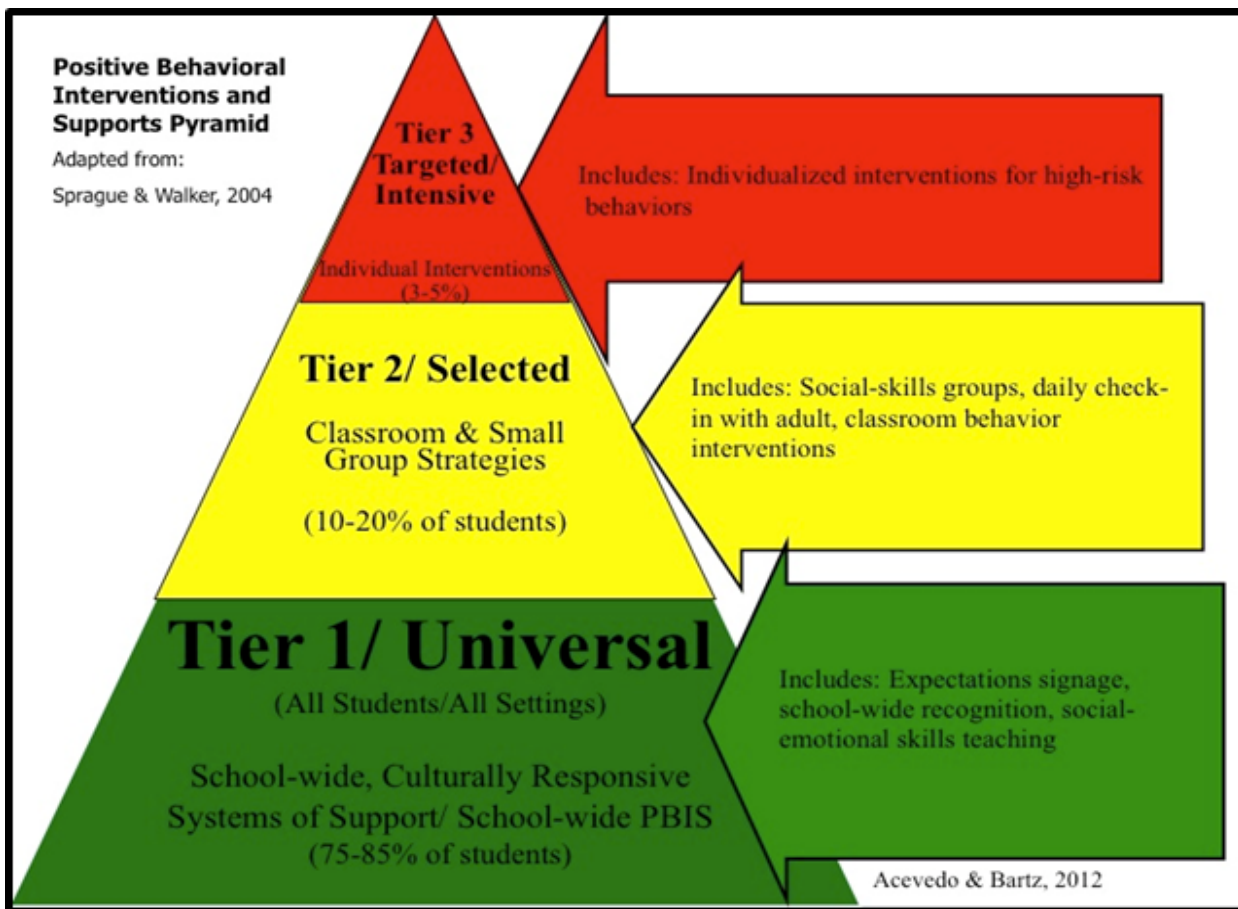 Positive Behavioral
Interventions and
Supports Pyramid
Adapted from:
Sprague & Walker, 2004
Tier 3
Targeted/
Intensive
Individual Interventions
(3-5%)
Includes: Individualized interventions for high-risk
behaviors
Tier 2/ Selected
Classroom & Small
Group Strategies
(10-20% of students)
Includes: Social-skills groups, daily check-
in with adult, classroom behavior
interventions
Tier 1/ Universal
(All Students/All Settings)
School-wide, Culturally Responsive
Systems of Support/ School-wide PBIS
(75-85% of students)
Includes: Expectations signage,
school-wide recognition, social-
emotional skills teaching
Acevedo & Bartz, 2012